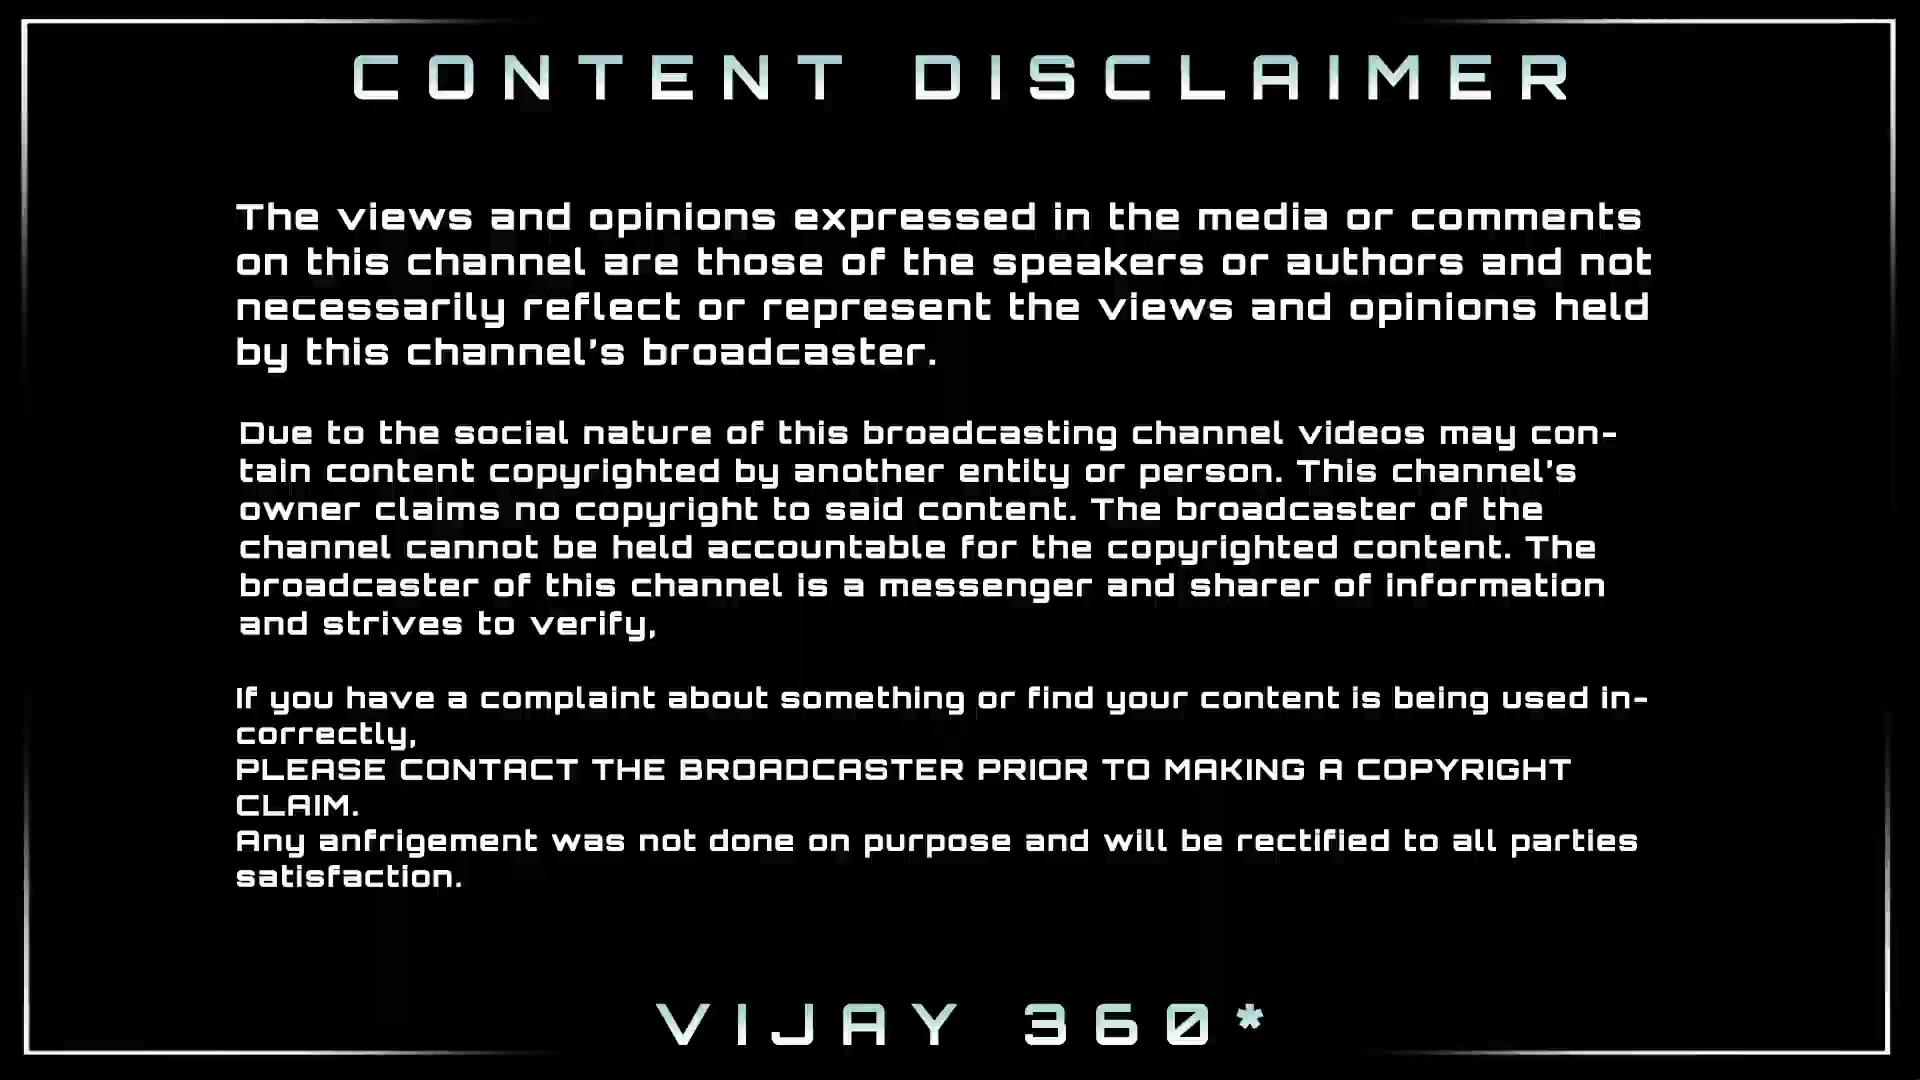 CONTENT DISCLAIMER
The views and opinions expressed in the media or comments
on this channel are those of the speakers or authors and not
necessarily reflect or represent the views and opinions held
by this channel's broadcaster.
Due to the social nature of this broadcasting channel videos may con-
tain content copyrighted by another entity or person. This channel's
owner claims no copyright to said content. The broadcaster of the
channel cannot be held accountable for the copyrighted content. The
broadcaster of this channel is a messenger and sharer of information
and strives to verify,
If you have a complaint about something or find your content is being used in-
correctly,
PLEASE CONTACT THE BROADCASTER PRIOR TO MAKING A COPYRIGHT
CLAIM.
Any anfrigement was not done on purpose and will be rectified to all parties
satisfaction.
VIJAY 360*